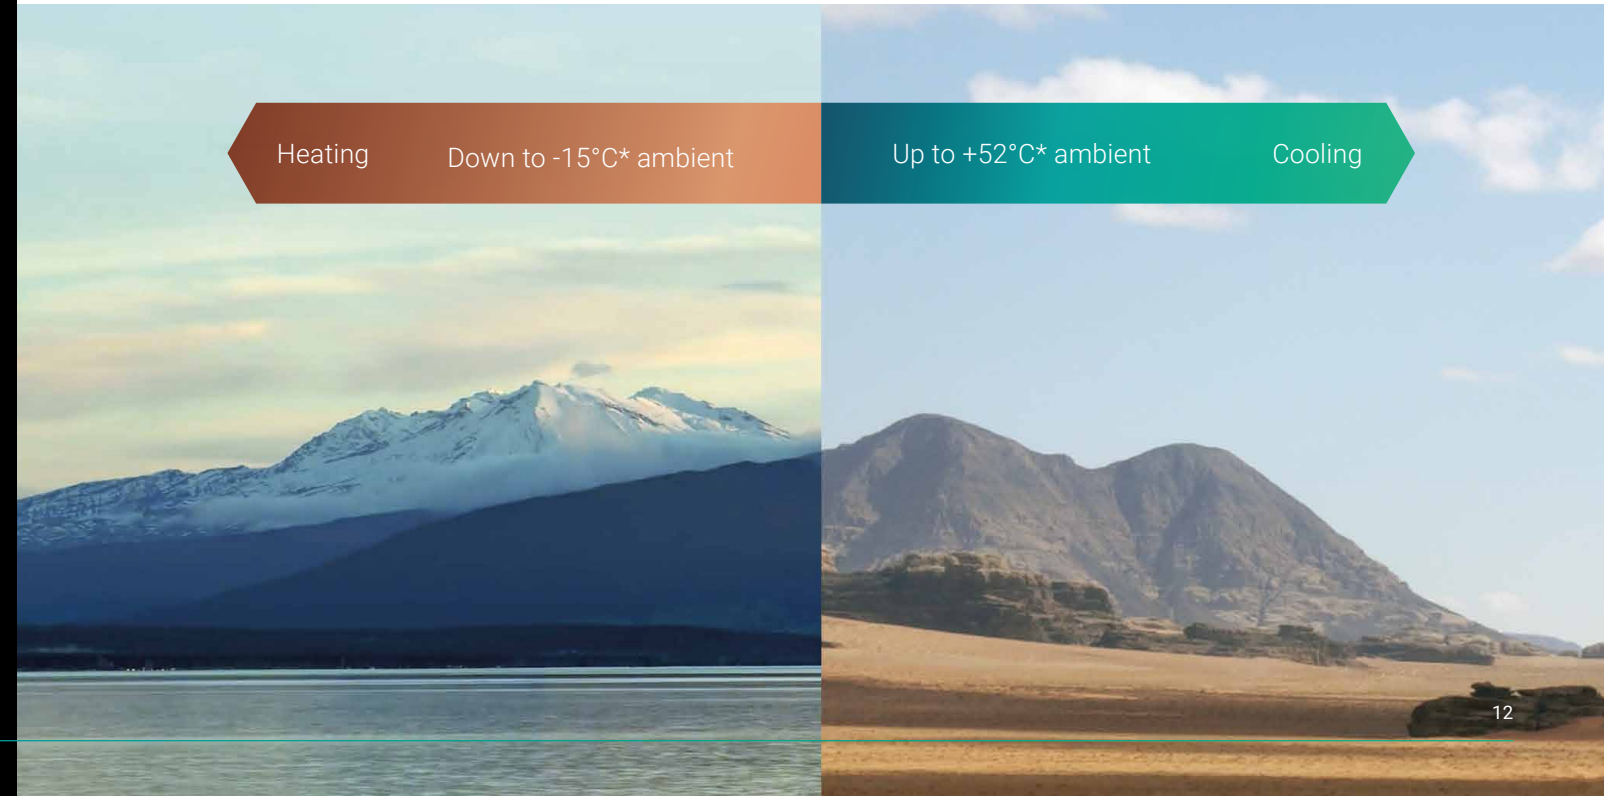 Heating Down to -15°C* ambient Up to +52°C* ambient Cooling
12